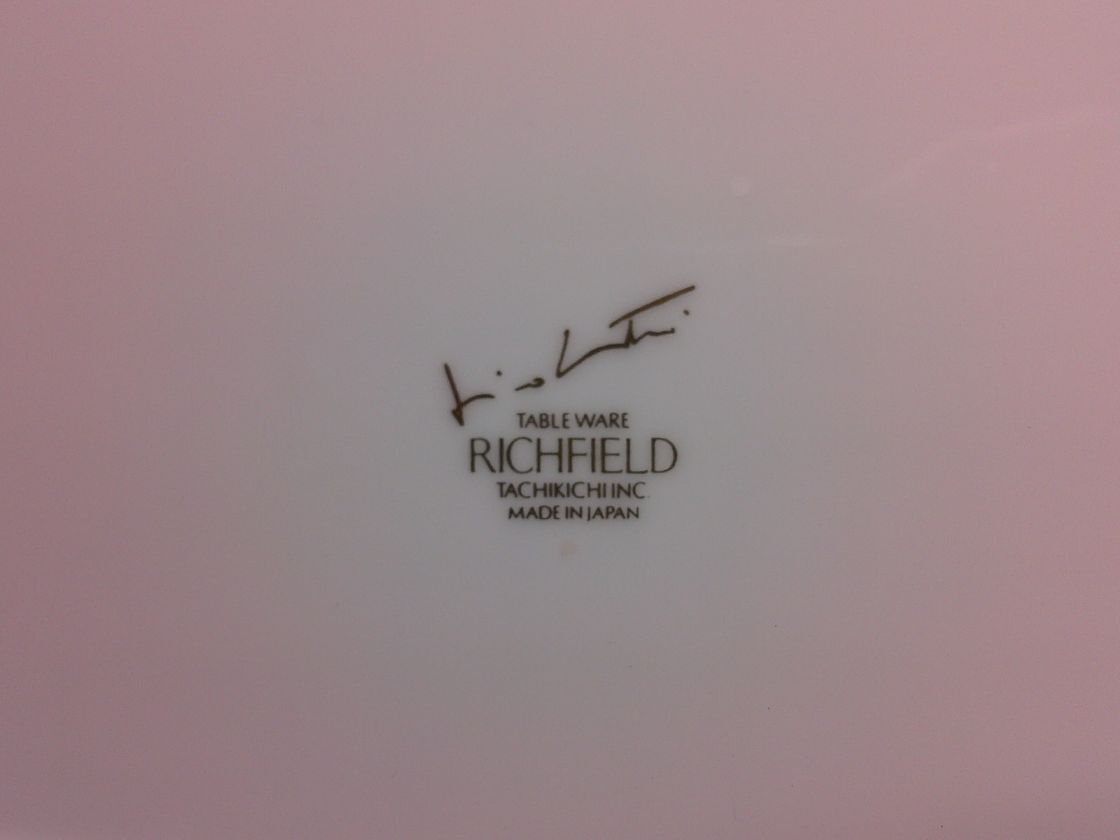 TABLE WARE
RICHFIELD
TACHIKICHI INC.
MADE IN JAPAN